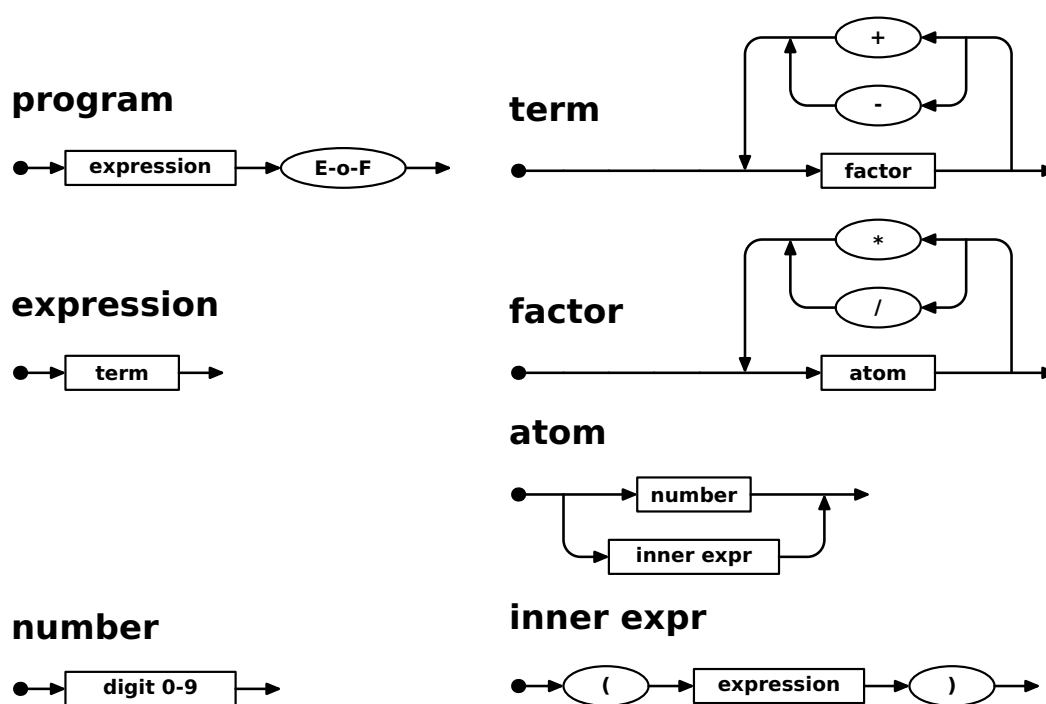 program
expression
E-o-F
term
+
-
factor
expression
term
factor
*
/
atom
atom
number
inner expr
number
digit 0-9
inner expr
(
expression
)